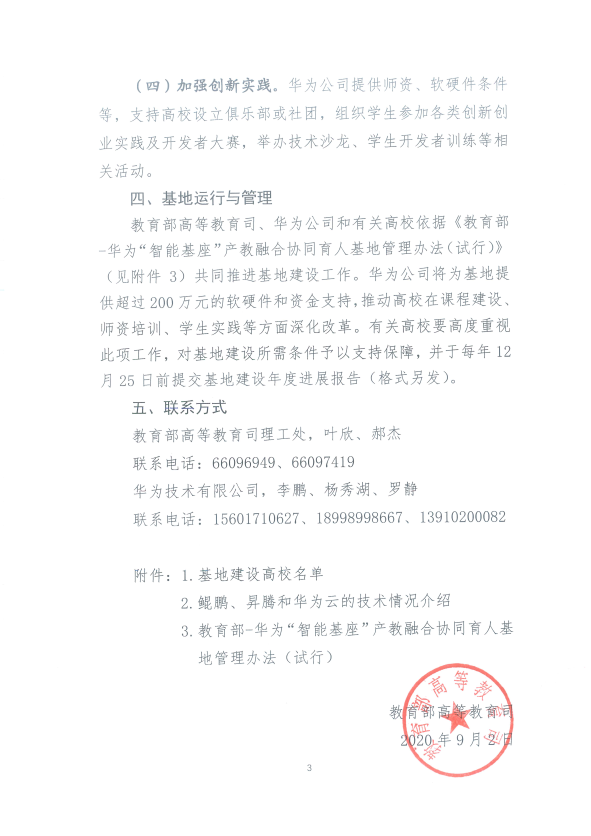 （四）加强创新实践。华为公司提供师资、软硬件条件
等，支持高校设立俱乐部或社团，组织学生参加各类创新创
业实践及开发者大赛，举办技术沙龙、学生开发者训练等相
关活动。
四、基地运行与管理
教育部高等教育司、华为公司和有关高校依据《教育部
-华为“智能基座”产教融合协同育人基地管理办法（试行）》
（见附件 3）共同推进基地建设工作。华为公司将为基地提
供超过 200 万元的软硬件和资金支持，推动高校在课程建设、
师资培训、学生实践等方面深化改革。有关高校要高度重视
此项工作，对基地建设所需条件予以支持保障，并于每年 12
月 25 日前提交基地建设年度进展报告（格式另发）。
五、联系方式
教育部高等教育司理工处，叶欣、郝杰
联系电话：66096949、66097419
华为技术有限公司，李鹏、杨秀湖、罗静
联系电话：15601710627、18998998667、13910200082
附件：1.基地建设高校名单
2.鲲鹏、昇腾和华为云的技术情况介绍
3.教育部-华为“智能基座”产教融合协同育人基
地管理办法（试行）
教育部高等教育司
教育部高等教育司
2020 年 9 月 2 日
3